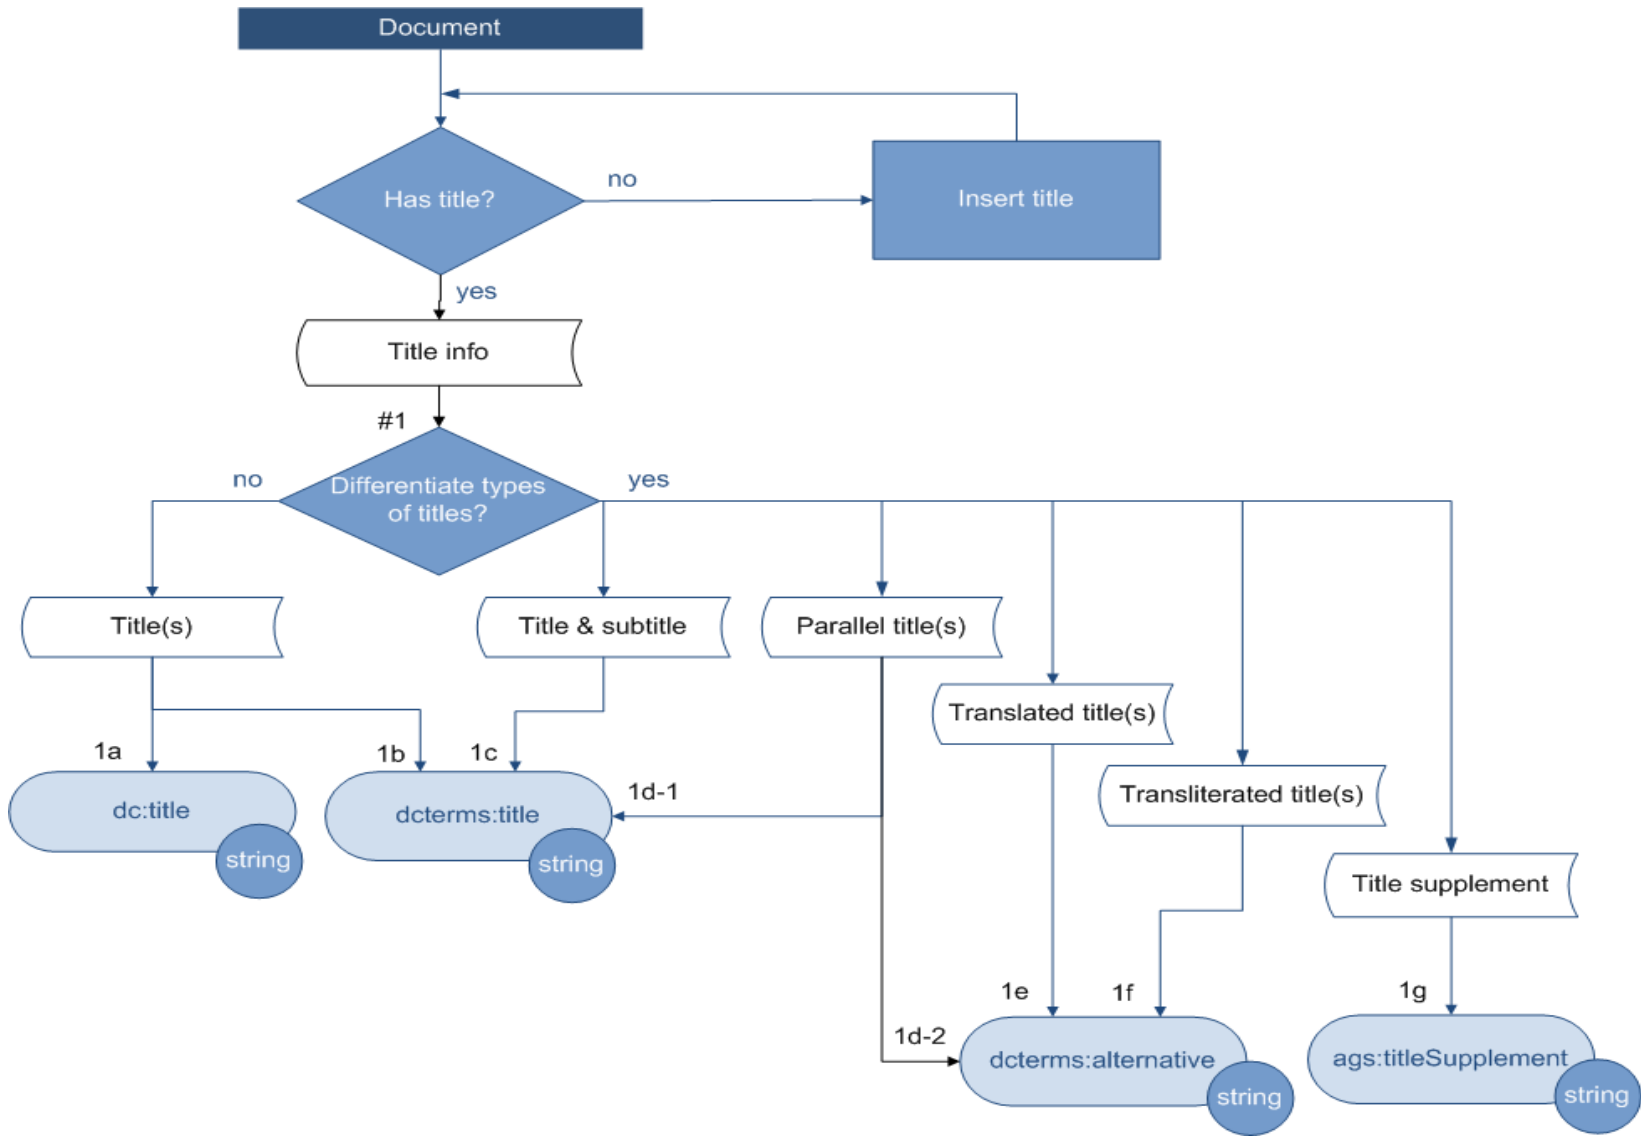 Document
Has title?
no
Insert title
yes
Title info
#1
no
Differentiate types
of titles?
yes
Title(s)
Title & subtitle
Parallel title(s)
Translated title(s)
Transliterated title(s)
Title supplement
1a
1b
1c
1d-1
dc:title
string
dcterms:title
string
1e
1f
1g
1d-2
dcterms:alternative
string
ags:titleSupplement
string